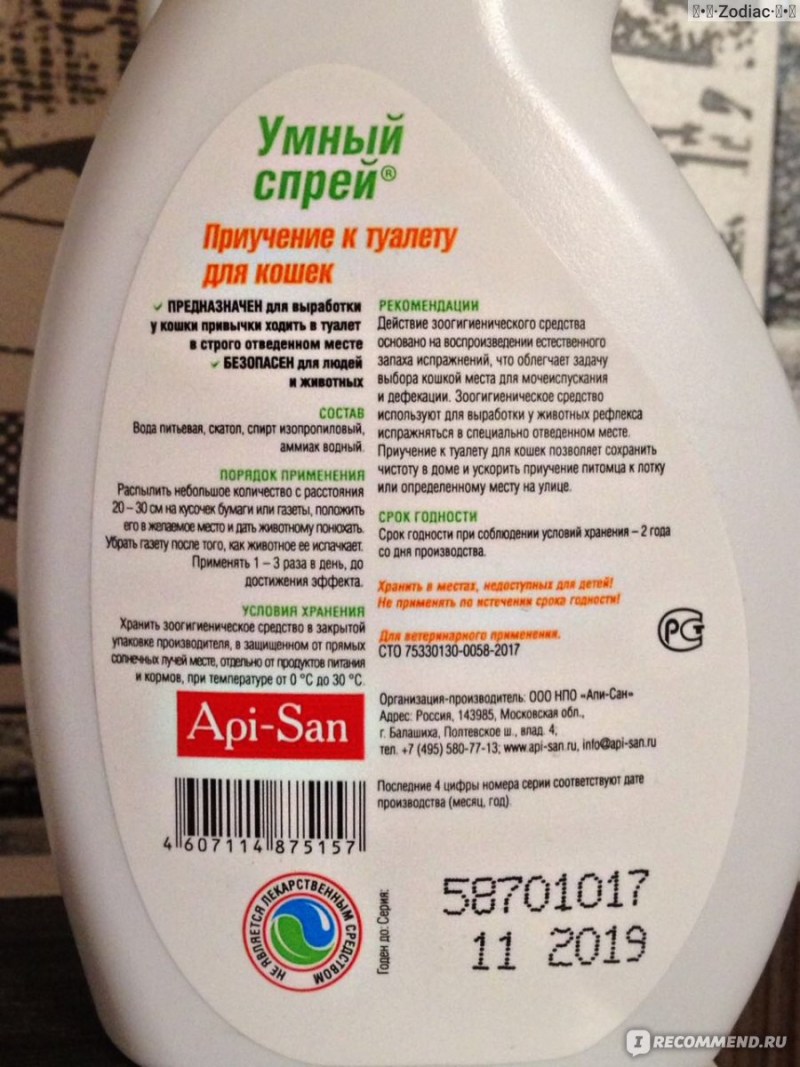 ·Zodiac·
Умный
спрей®
Приучение к туалету
для кошек
✓ ПРЕДНАЗНАЧЕН для выработки
у кошки привычки ходить в туалет
в строго отведенном месте
✓ БЕЗОПАСЕН для людей
и животных
СОСТАВ
Вода питьевая, скатол, спирт изопропиловый,
аммиак водный.
ПОРЯДОК ПРИМЕНЕНИЯ
Распылить небольшое количество с расстояния
20 – 30 см на кусочек бумаги или газеты, положить
его в желаемое место и дать животному понюхать.
Убрать газету после того, как животное ее испачкает.
Применять 1 – 3 раза в день, до
достижения эффекта.
УСЛОВИЯ ХРАНЕНИЯ
Хранить зоогигиеническое средство в закрытой
упаковке производителя, в защищенном от прямых
солнечных лучей месте, отдельно от продуктов питания
и кормов, при температуре от 0 °С до 30 °С.
Api-San
4 607114 875157
НЕ ЯВЛЯЕТСЯ ЛЕКАРСТВЕННЫМ СРЕДСТВОМ
РЕКОМЕНДАЦИИ
Действие зоогигиенического средства
основано на воспроизведении естественного
запаха испражнений, что облегчает задачу
выбора кошкой места для мочеиспускания
и дефекации. Зоогигиеническое средство
используют для выработки у животных рефлекса
испражняться в специально отведенном месте.
Приучение к туалету для кошек позволяет сохранить
чистоту в доме и ускорить приучение питомца к лотку
или определенному месту на улице.
СРОК ГОДНОСТИ
Срок годности при соблюдении условий хранения – 2 года
со дня производства.
Хранить в местах, недоступных для детей!
Не применять по истечении срока годности!
Для ветеринарного применения.
СТО 75330130-0058-2017
РСТ
Организация-производитель: ООО НПО «Апи-Сан»
Адрес: Россия, 143985, Московская обл.,
г. Балашиха, Полтевское ш., влад. 4;
тел. +7 (495) 580-77-13; www.api-san.ru, info@api-san.ru
Последние 4 цифры номера серии соответствуют дате
производства (месяц, год).
Годен до: Серия:
58701017
11 2019
IRECOMMEND.RU